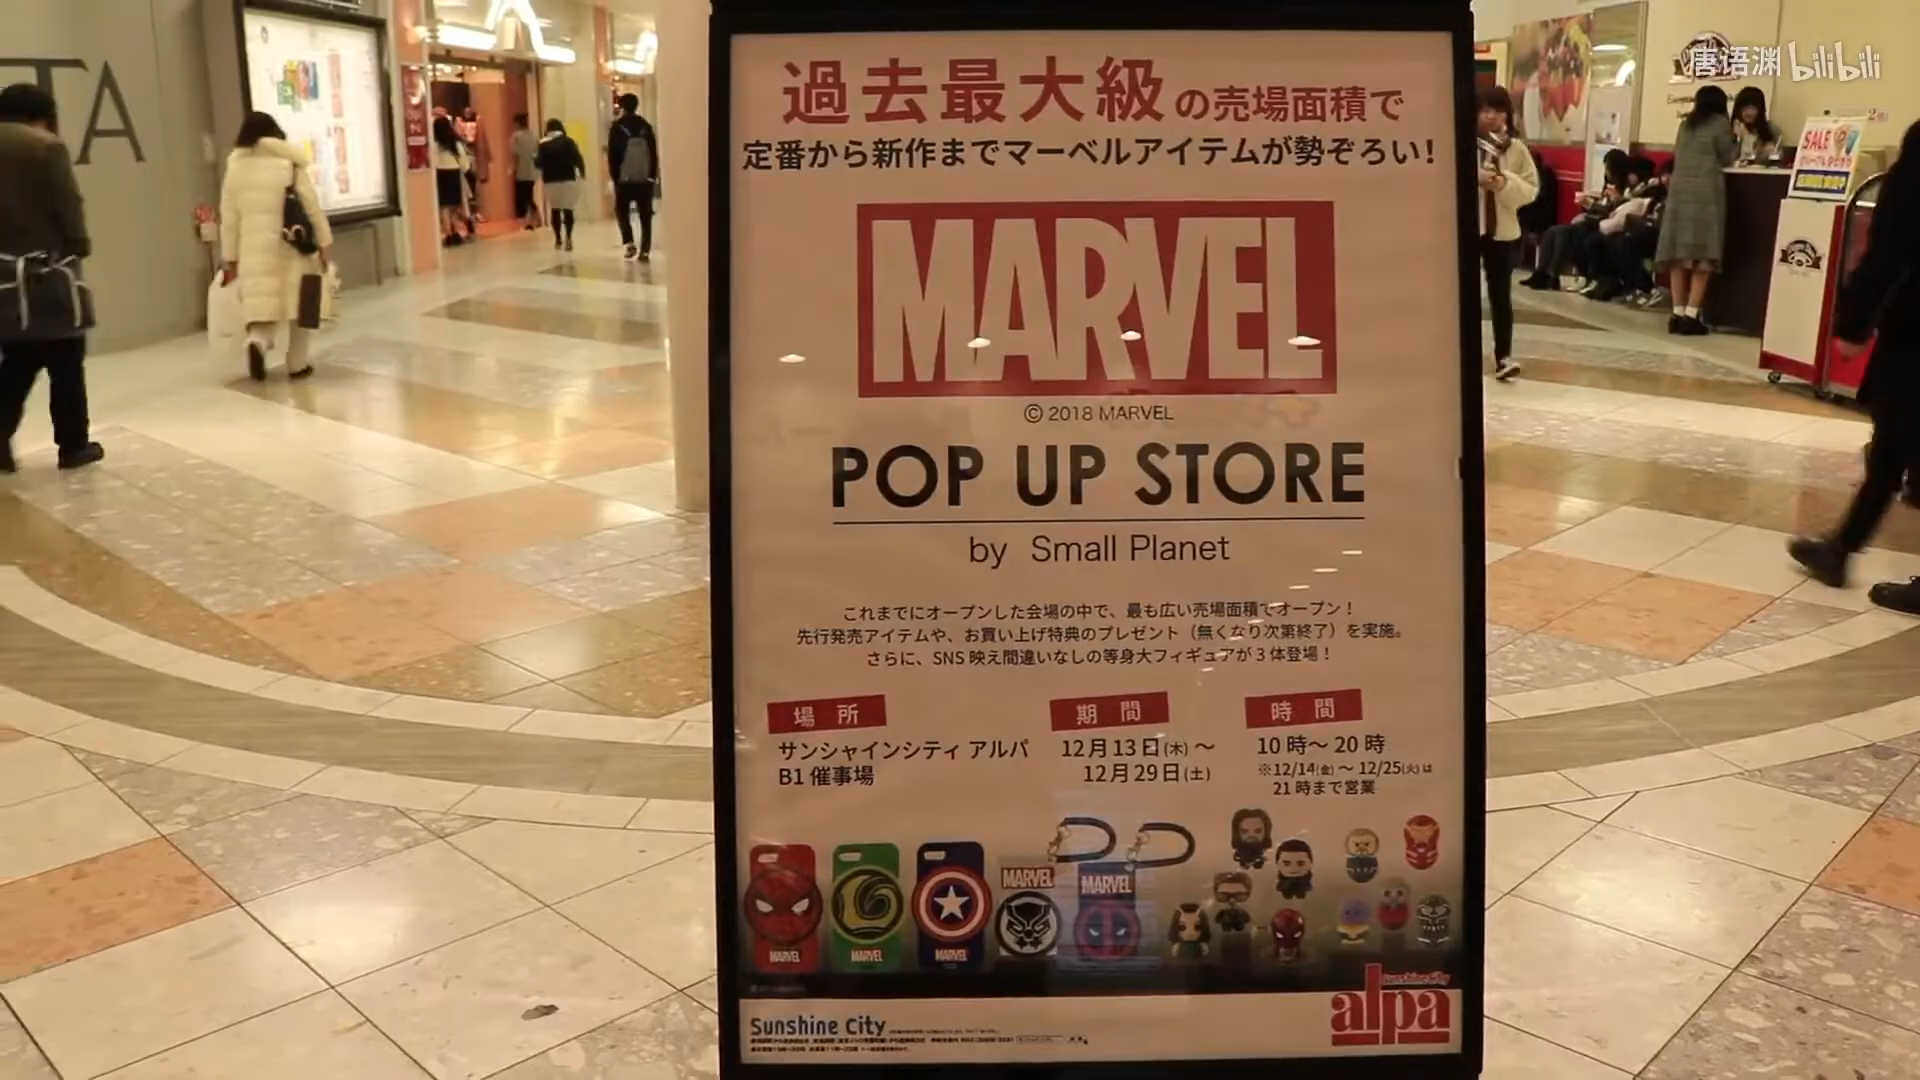 唐语渊 bilibili
TA
SALE
過去最大級の売場面積で
定番から新作までマーベルアイテムが勢ぞろい！
MARVEL
© 2018 MARVEL
POP UP STORE
by Small Planet
これまでにオープンした会場の中で、最も広い売場面積でオープン！
先行発売アイテムや、お買い上げ特典のプレゼント（無くなり次第終了）を実施。
さらに、SNS 映え間違いなしの等身大フィギュアが 3 体登場！
場所
サンシャインシティ アルパ
B1 催事場
期間
12月13日(木)～
12月29日(土)
時間
10時～20時
※12/14(金)～12/25(火)は
21時まで営業
MARVEL
MARVEL
MARVEL
MARVEL
MARVEL
Sunshine City
Sunshine City
alpa